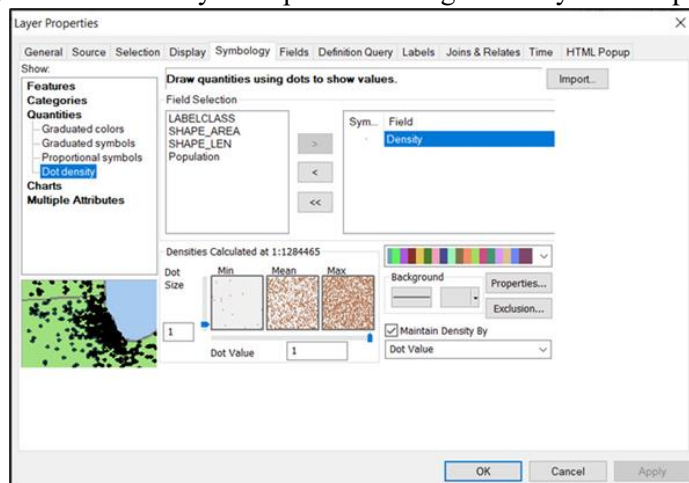 Layer Properties
General Source Selection Display Symbology Fields Definition Query Labels Joins & Relates Time HTML Popup
Show:
Features
Categories
Quantities
Graduated colors
Graduated symbols
Proportional symbols
Dot density
Charts
Multiple Attributes
Draw quantities using dots to show values.
Import...
Field Selection
LABELCLASS
SHAPE_AREA
SHAPE_LEN
Population
>
<
<<
Sym... Field
Density
Densities Calculated at 1:1284465
Dot Size
Min Mean Max
1
Dot Value 1
Background
Properties...
Exclusion...
Maintain Density By
Dot Value
OK Cancel Apply